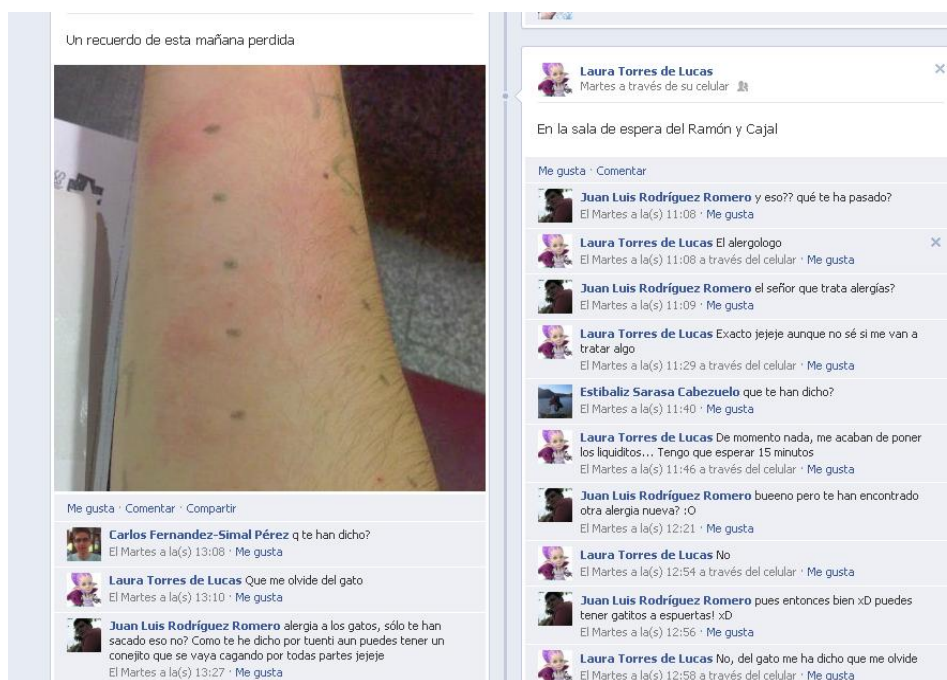 Un recuerdo de esta mañana perdida
Me gusta · Comentar · Compartir
Carlos Fernandez-Simal Pérez q te han dicho?
El Martes a la(s) 13:08 · Me gusta
Laura Torres de Lucas Que me olvide del gato
El Martes a la(s) 13:10 · Me gusta
Juan Luis Rodríguez Romero alergia a los gatos, sólo te han
sacado eso no? Como te he dicho por tuenti aun puedes tener un
conejito que se vaya cagando por todas partes jejeje
El Martes a la(s) 13:27 · Me gusta
Laura Torres de Lucas
Martes a través de su celular
En la sala de espera del Ramón y Cajal
Me gusta · Comentar
Juan Luis Rodríguez Romero y eso?? qué te ha pasado?
El Martes a la(s) 11:08 · Me gusta
Laura Torres de Lucas El alergologo
El Martes a la(s) 11:08 a través del celular · Me gusta
Juan Luis Rodríguez Romero el señor que trata alergías?
El Martes a la(s) 11:09 · Me gusta
Laura Torres de Lucas Exacto jejeje aunque no sé si me van a
tratar algo
El Martes a la(s) 11:29 a través del celular · Me gusta
Estibaliz Sarasa Cabezuelo que te han dicho?
El Martes a la(s) 11:40 · Me gusta
Laura Torres de Lucas De momento nada, me acaban de poner
los liquiditos... Tengo que esperar 15 minutos
El Martes a la(s) 11:46 a través del celular · Me gusta
Juan Luis Rodríguez Romero bueeno pero te han encontrado
otra alergia nueva? :O
El Martes a la(s) 12:21 · Me gusta
Laura Torres de Lucas No
El Martes a la(s) 12:54 a través del celular · Me gusta
Juan Luis Rodríguez Romero pues entonces bien xD puedes
tener gatitos a espuertas! xD
El Martes a la(s) 12:56 · Me gusta
Laura Torres de Lucas No, del gato me ha dicho que me olvide
El Martes a la(s) 12:58 a través del celular · Me gusta